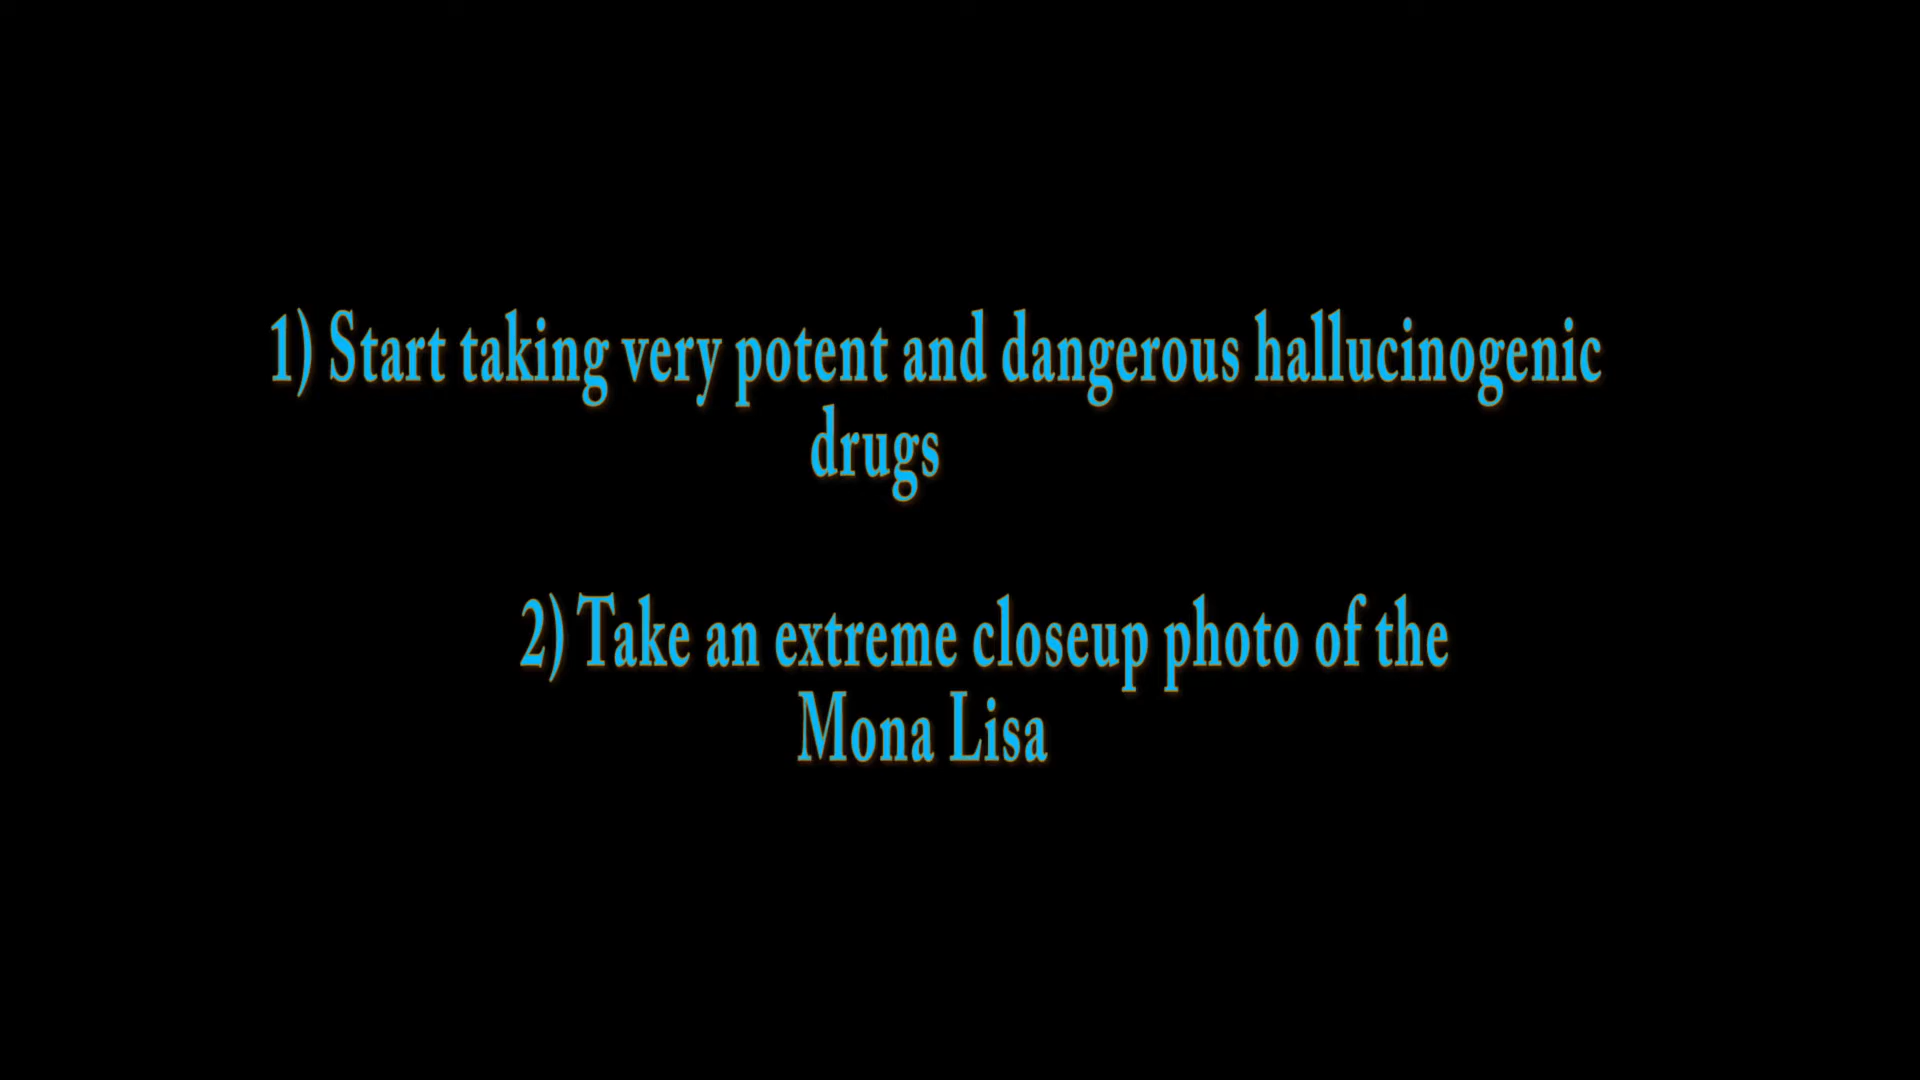 1) Start taking very potent and dangerous hallucinogenic
drugs
2) Take an extreme closeup photo of the
Mona Lisa